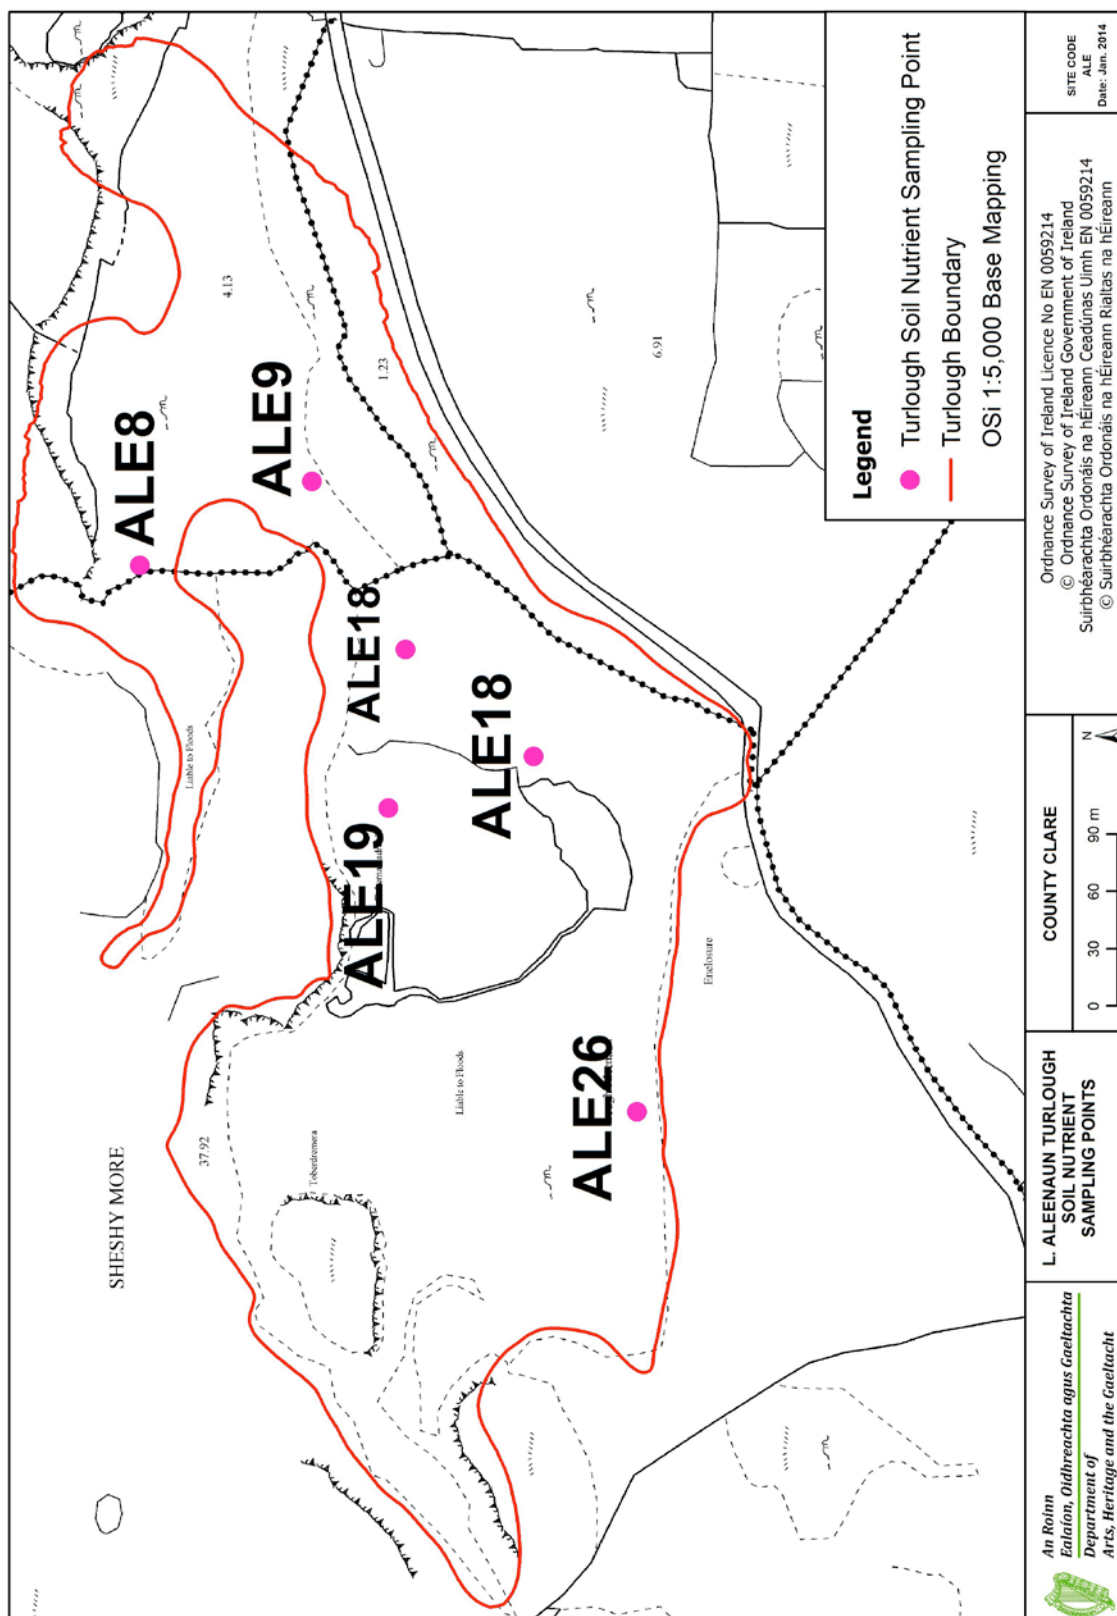 SHESHY MORE
37.92
Toberdremera
Liable to Floods
Liable to Floods
4.13
1.23
6.91
Enclosure
ALE8
ALE9
ALE18
ALE18
ALE19
ALE26
Legend
Turlough Soil Nutrient Sampling Point
Turlough Boundary
OSi 1:5,000 Base Mapping
An Roinn
Ealaíon, Oidhreachta agus Gaeltachta
Department of
Arts, Heritage and the Gaeltacht
L. ALEENAUN TURLOUGH
SOIL NUTRIENT
SAMPLING POINTS
COUNTY CLARE
0 30 60 90 m
N
Ordnance Survey of Ireland Licence No EN 0059214
© Ordnance Survey of Ireland Government of Ireland
Suirbhéarachta Ordonáis na hÉireann Ceadúnas Uimh EN 0059214
© Suirbhéarachta Ordonáis na hÉireann Rialtas na hÉireann
SITE CODE
ALE
Date: Jan. 2014